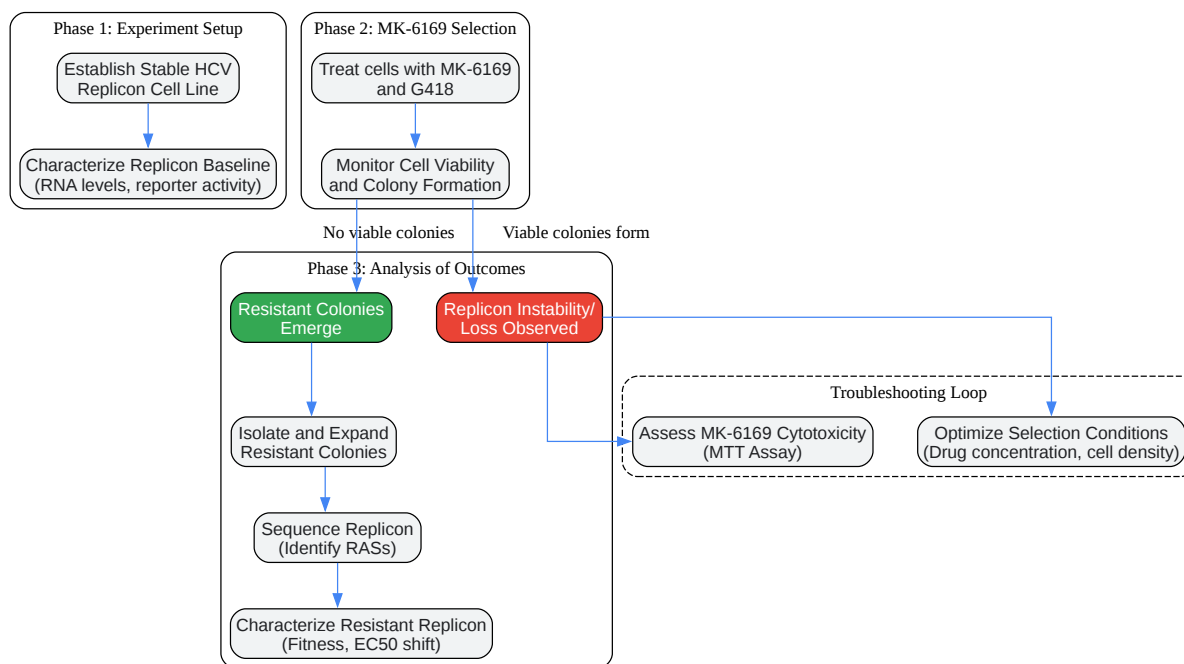 Phase 1: Experiment Setup
Establish Stable HCV
Replicon Cell Line
Characterize Replicon Baseline
(RNA levels, reporter activity)
Phase 2: MK-6169 Selection
Treat cells with MK-6169
and G418
Monitor Cell Viability
and Colony Formation
No viable colonies
Viable colonies form
Phase 3: Analysis of Outcomes
Resistant Colonies
Emerge
Replicon Instability/
Loss Observed
Isolate and Expand
Resistant Colonies
Sequence Replicon
(Identify RASs)
Characterize Resistant Replicon
(Fitness, EC50 shift)
Troubleshooting Loop
Assess MK-6169 Cytotoxicity
(MTT Assay)
Optimize Selection Conditions
(Drug concentration, cell density)